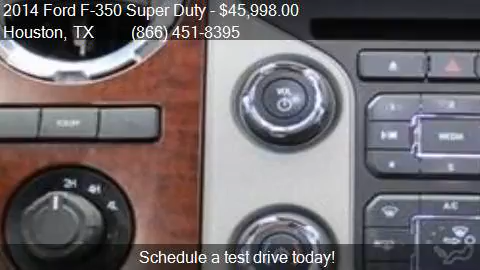 2014 Ford F-350 Super Duty - $45,998.00
Houston, TX (866) 451-8395
VOL
MEDIA
2H
4H
4L
A/C
Schedule a test drive today!